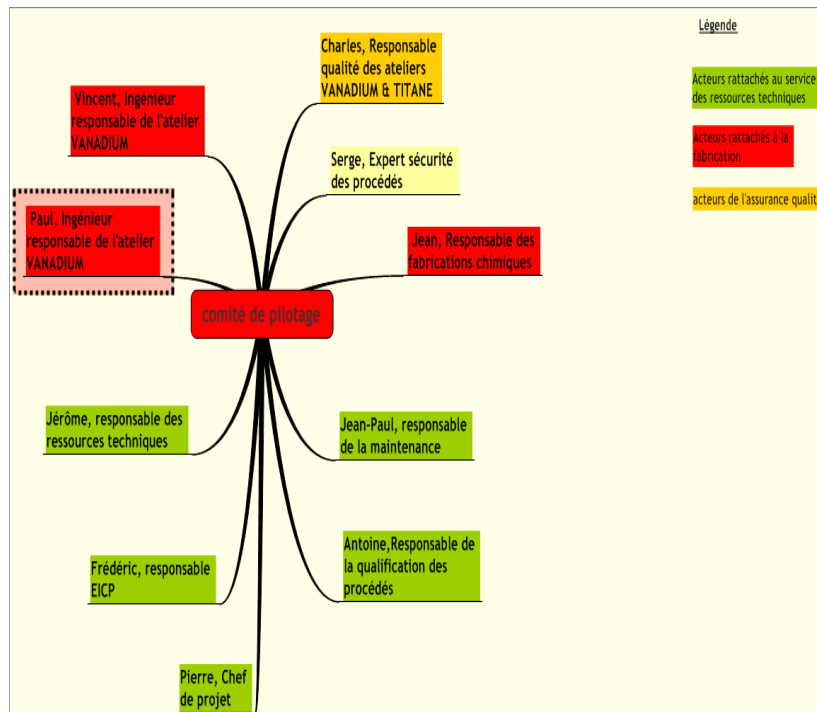 Charles, Responsable
qualité des ateliers
VANADIUM & TITANE
Légende
Vincent, Ingénieur
responsable de l'atelier
VANADIUM
Acteurs rattachés au service
des ressources techniques
Serge, Expert sécurité
des procédés
Acteurs rattachés à la
fabrication
acteurs de l'assurance qualit
Paul, Ingénieur
responsable de l'atelier
VANADIUM
Jean, Responsable des
fabrications chimiques
comité de pilotage
Jérôme, responsable des
ressources techniques
Jean-Paul, responsable
de la maintenance
Antoine,Responsable de
la qualification des
procédés
Frédéric, responsable
EICP
Pierre, Chef
de projet